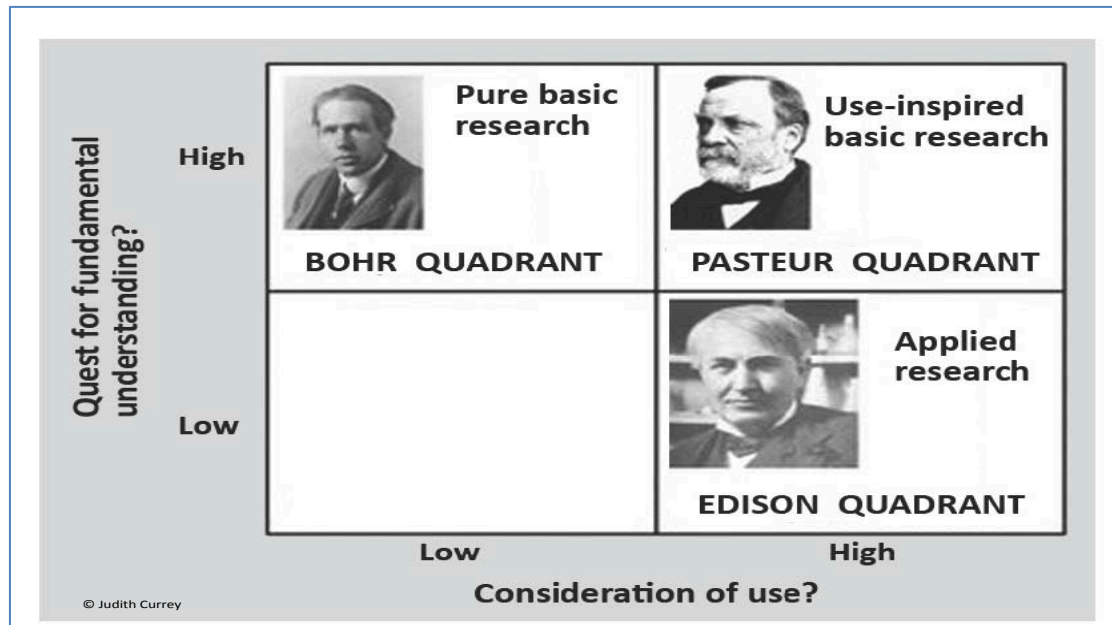 Quest for fundamental
understanding?
High
Low
Pure basic
research
BOHR QUADRANT
Use-inspired
basic research
PASTEUR QUADRANT
Applied
research
EDISON QUADRANT
Low
High
Consideration of use?
© Judith Currey